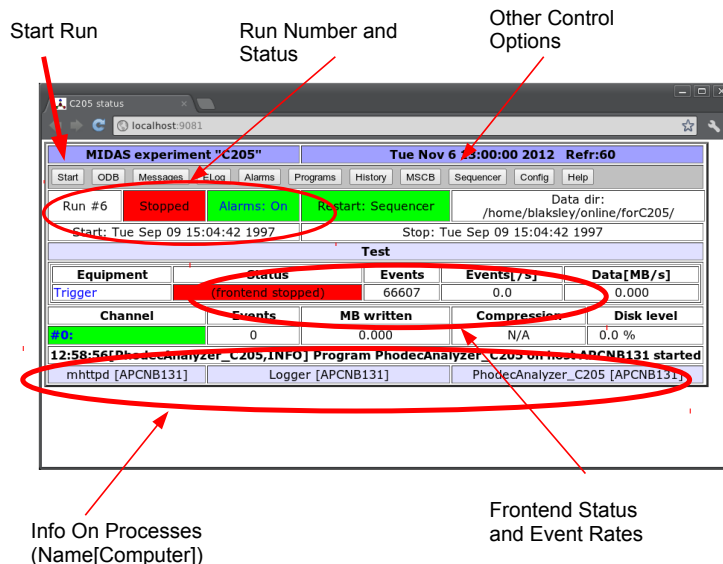 Start Run
Run Number and
Status
Other Control
Options
C205 status
localhost:9081
MIDAS experiment "C205"
Tue Nov 6 13:00:00 2012 Refr:60
Start ODB Messages ELog Alarms Programs History MSCB Sequencer Config Help
Run #6 Stopped Alarms: On Restart: Sequencer Data dir:
/home/blaksley/online/forC205/
Start: Tue Sep 09 15:04:42 1997 Stop: Tue Sep 09 15:04:42 1997
Test
Equipment Status Events Events[/s] Data[MB/s]
Trigger (frontend stopped) 66607 0.0 0.000
Channel Events MB written Compression Disk level
#0: 0 0.000 N/A 0.0 %
12:58:56[PhodecAnalyzer_C205,INFO] Program PhodecAnalyzer_C205 on host APCNB131 started
mhttpd [APCNB131] Logger [APCNB131] PhodecAnalyzer_C205 [APCNB131]
Info On Processes
(Name[Computer])
Frontend Status
and Event Rates